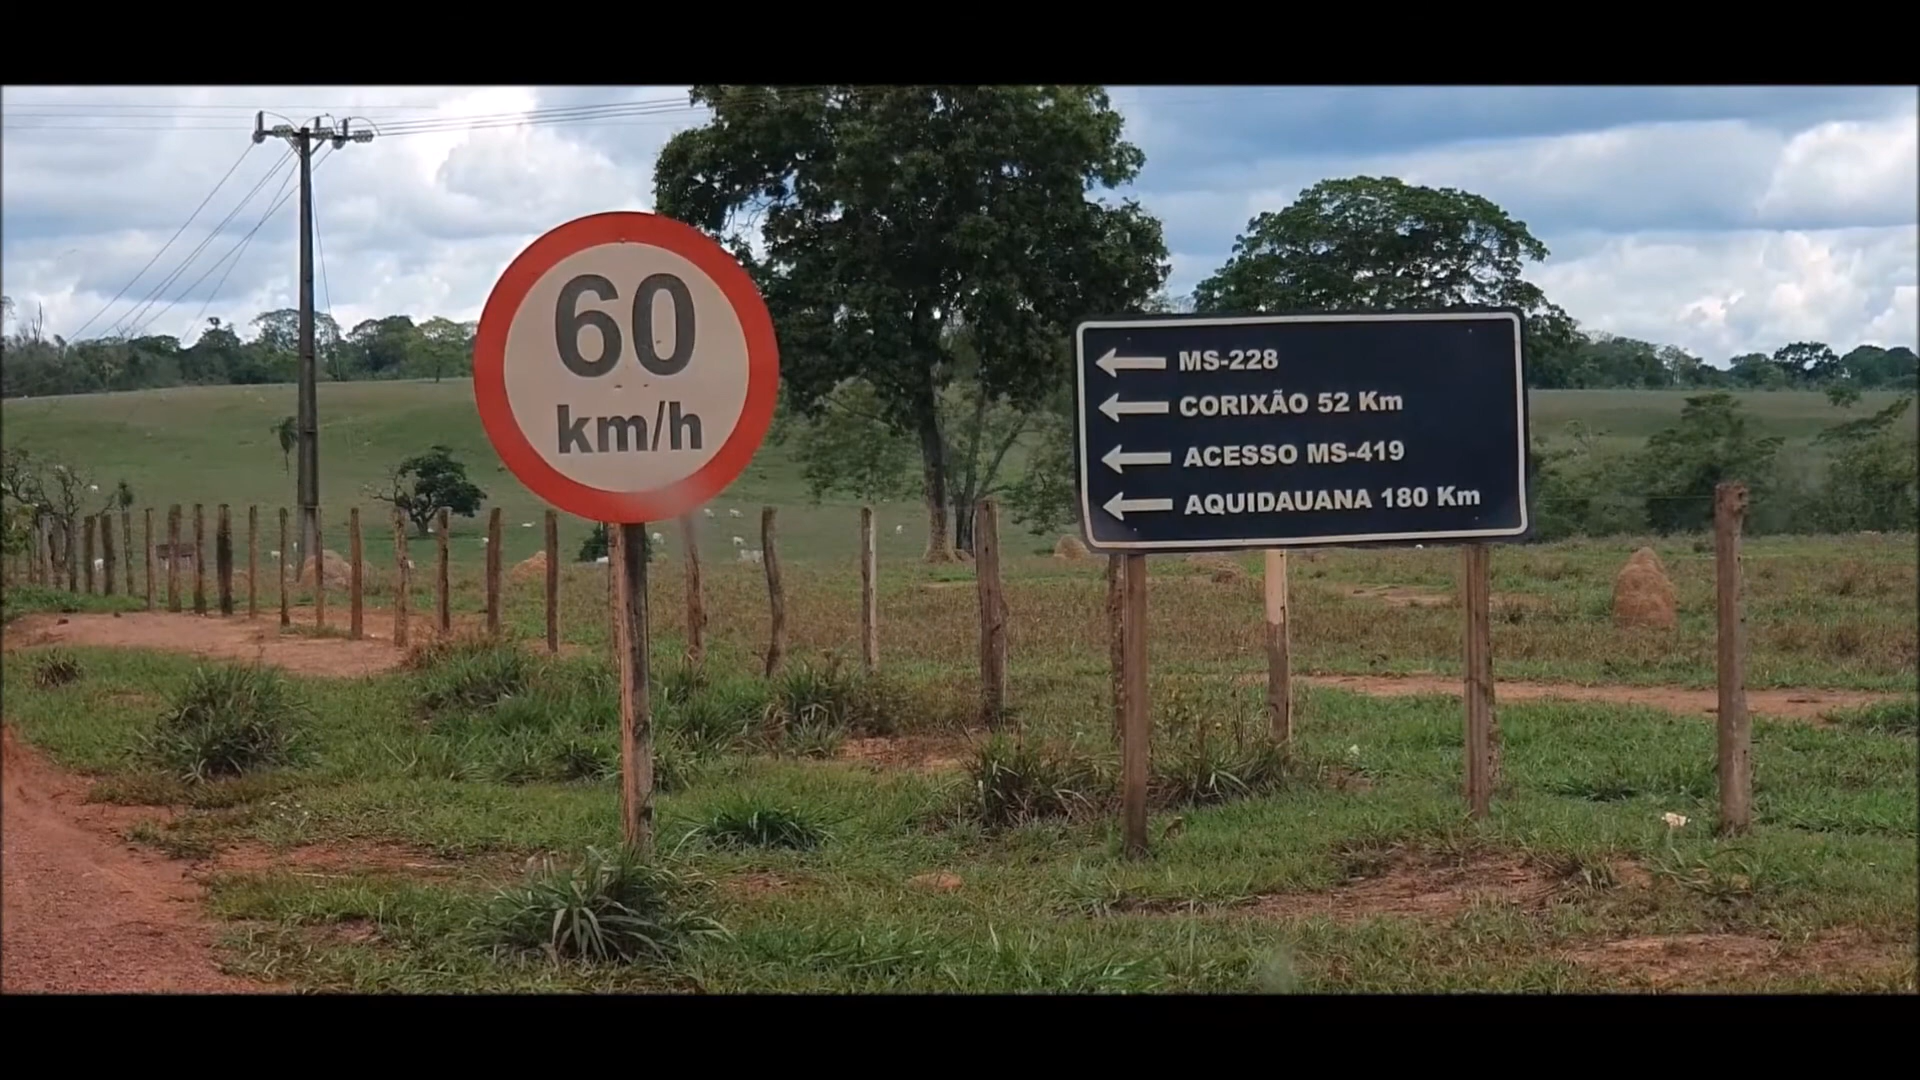 60
km/h
MS-228
CORIXÃO 52 Km
ACESSO MS-419
AQUIDAUANA 180 Km